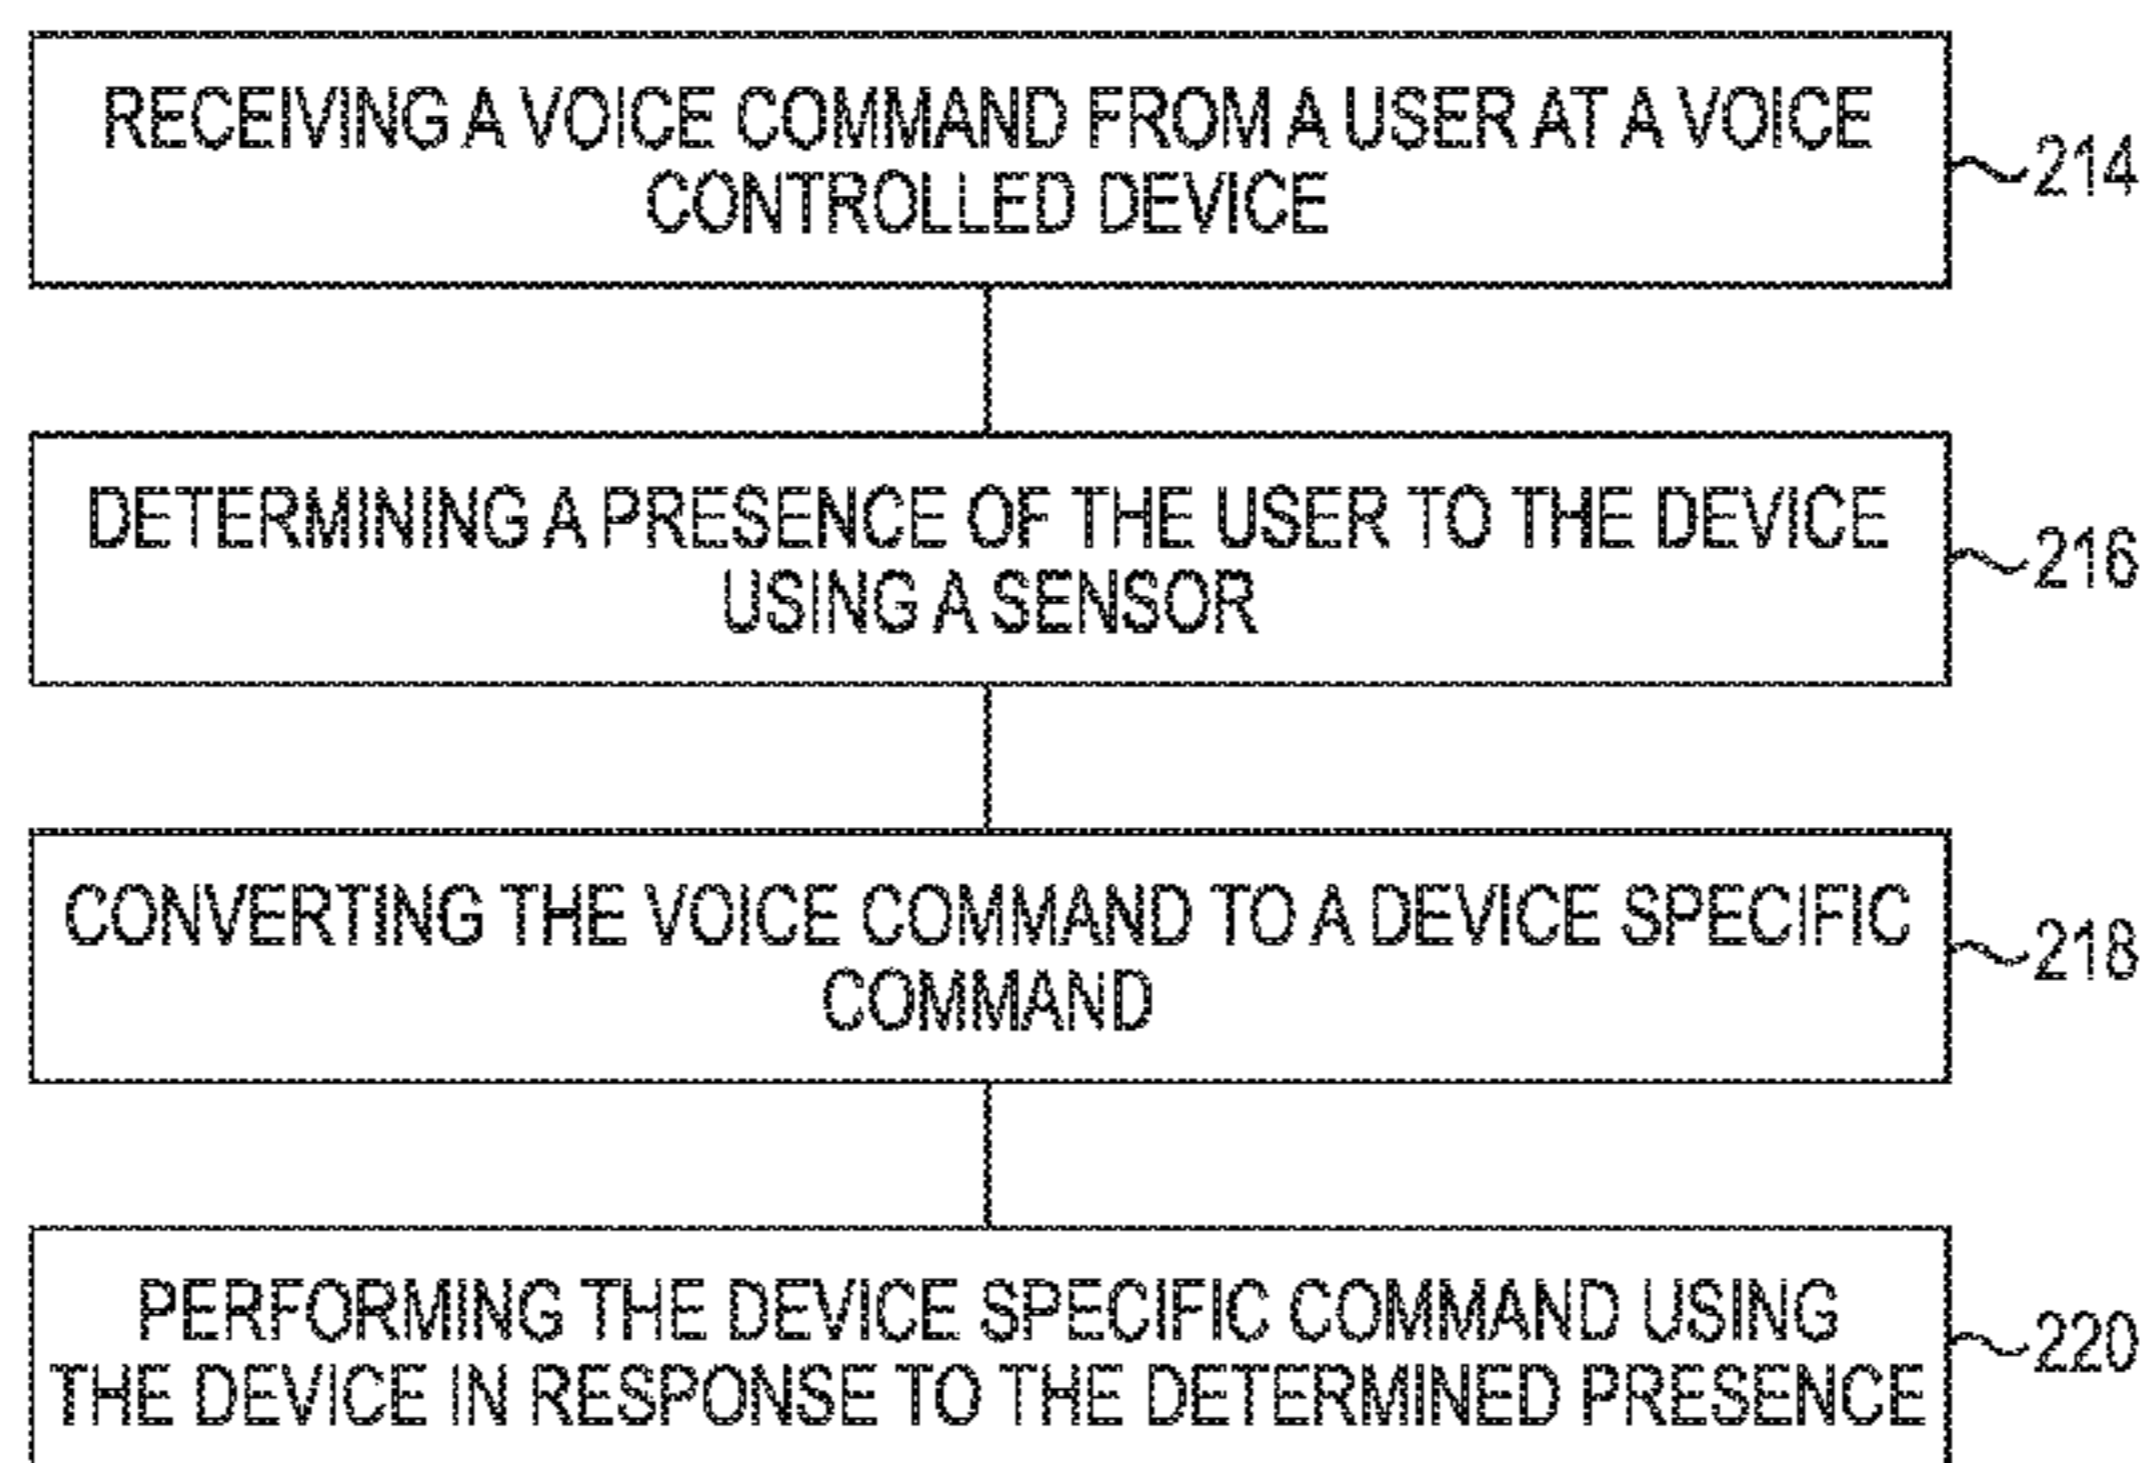 RECEIVING A VOICE COMMAND FROM A USER AT A VOICE
CONTROLLED DEVICE
214
DETERMINING A PRESENCE OF THE USER TO THE DEVICE
USING A SENSOR
216
CONVERTING THE VOICE COMMAND TO A DEVICE SPECIFIC
COMMAND
218
PERFORMING THE DEVICE SPECIFIC COMMAND USING
THE DEVICE IN RESPONSE TO THE DETERMINED PRESENCE
220